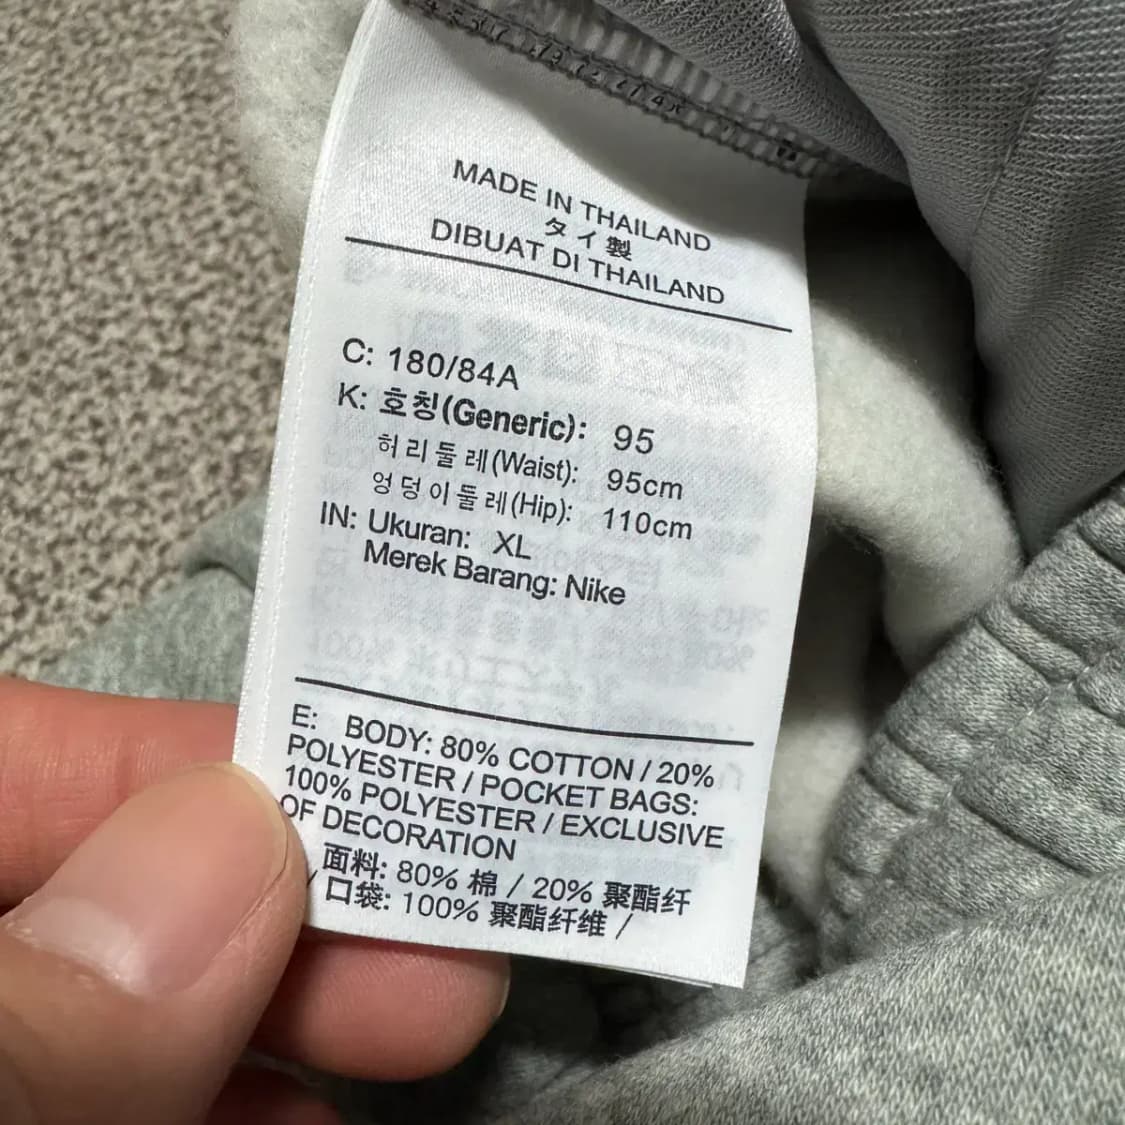 MADE IN THAILAND
タイ製
DIBUAT DI THAILAND
C: 180/84A
K: 호칭(Generic): 95
허리둘레(Waist): 95cm
엉덩이둘레(Hip): 110cm
IN: Ukuran: XL
Merek Barang: Nike
E: BODY: 80% COTTON / 20%
POLYESTER / POCKET BAGS:
100% POLYESTER / EXCLUSIVE
OF DECORATION
面料: 80% 棉 / 20% 聚酯纤
口袋: 100% 聚酯纤维 /